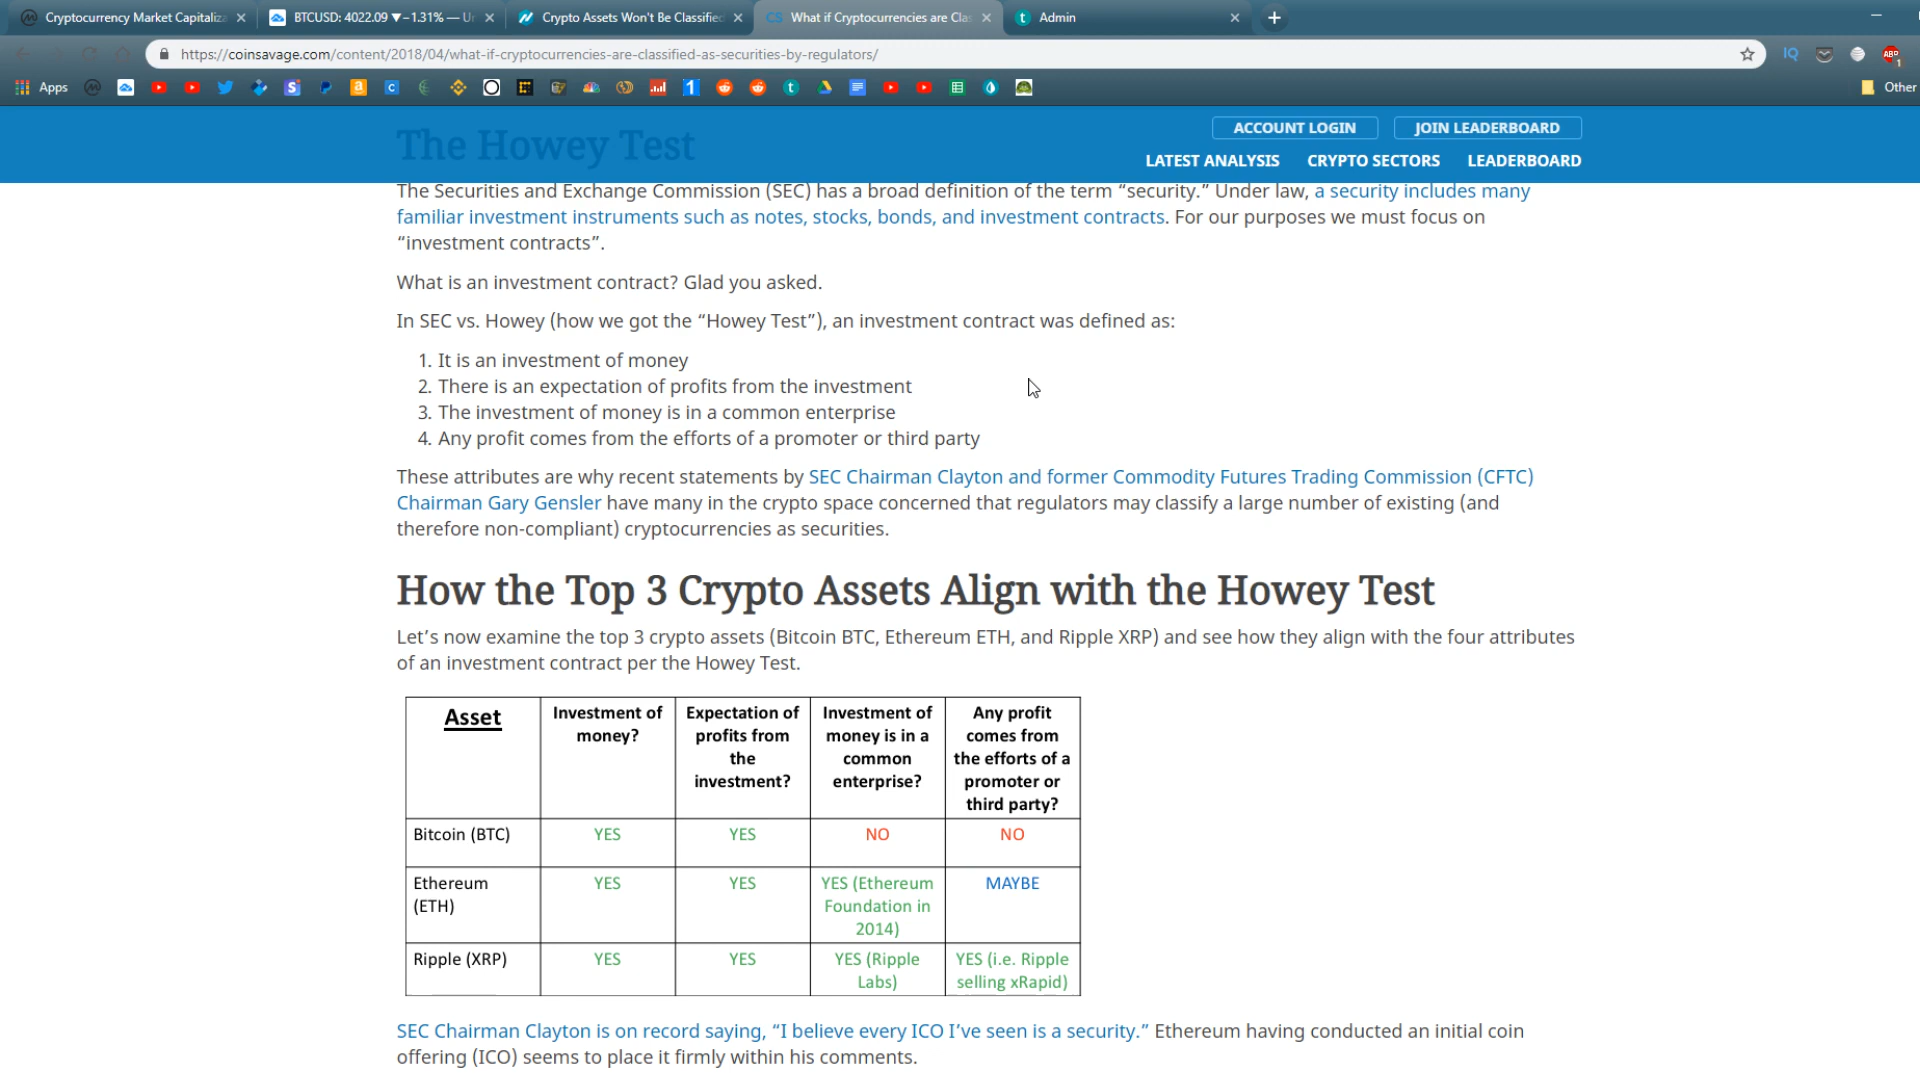 Cryptocurrency Market Capitaliza
BTCUSD: 4022.09 ▼−1.31% — Un
Crypto Assets Won't Be Classified
CS What if Cryptocurrencies are Clas
t Admin
https://coinsavage.com/content/2018/04/what-if-cryptocurrencies-are-classified-as-securities-by-regulators/
IQ
ABP
1
Apps
Other
The Howey Test
ACCOUNT LOGIN
JOIN LEADERBOARD
LATEST ANALYSIS
CRYPTO SECTORS
LEADERBOARD
The Securities and Exchange Commission (SEC) has a broad definition of the term “security.” Under law, a security includes many
familiar investment instruments such as notes, stocks, bonds, and investment contracts. For our purposes we must focus on
“investment contracts”.
What is an investment contract? Glad you asked.
In SEC vs. Howey (how we got the “Howey Test”), an investment contract was defined as:
1. It is an investment of money
2. There is an expectation of profits from the investment
3. The investment of money is in a common enterprise
4. Any profit comes from the efforts of a promoter or third party
These attributes are why recent statements by SEC Chairman Clayton and former Commodity Futures Trading Commission (CFTC)
Chairman Gary Gensler have many in the crypto space concerned that regulators may classify a large number of existing (and
therefore non-compliant) cryptocurrencies as securities.
How the Top 3 Crypto Assets Align with the Howey Test
Let’s now examine the top 3 crypto assets (Bitcoin BTC, Ethereum ETH, and Ripple XRP) and see how they align with the four attributes
of an investment contract per the Howey Test.
Asset
Investment of
money?
Expectation of
profits from
the
investment?
Investment of
money is in a
common
enterprise?
Any profit
comes from
the efforts of a
promoter or
third party?
Bitcoin (BTC)
YES
YES
NO
NO
Ethereum
(ETH)
YES
YES
YES (Ethereum
Foundation in
2014)
MAYBE
Ripple (XRP)
YES
YES
YES (Ripple
Labs)
YES (i.e. Ripple
selling xRapid)
SEC Chairman Clayton is on record saying, “I believe every ICO I’ve seen is a security.” Ethereum having conducted an initial coin
offering (ICO) seems to place it firmly within his comments.